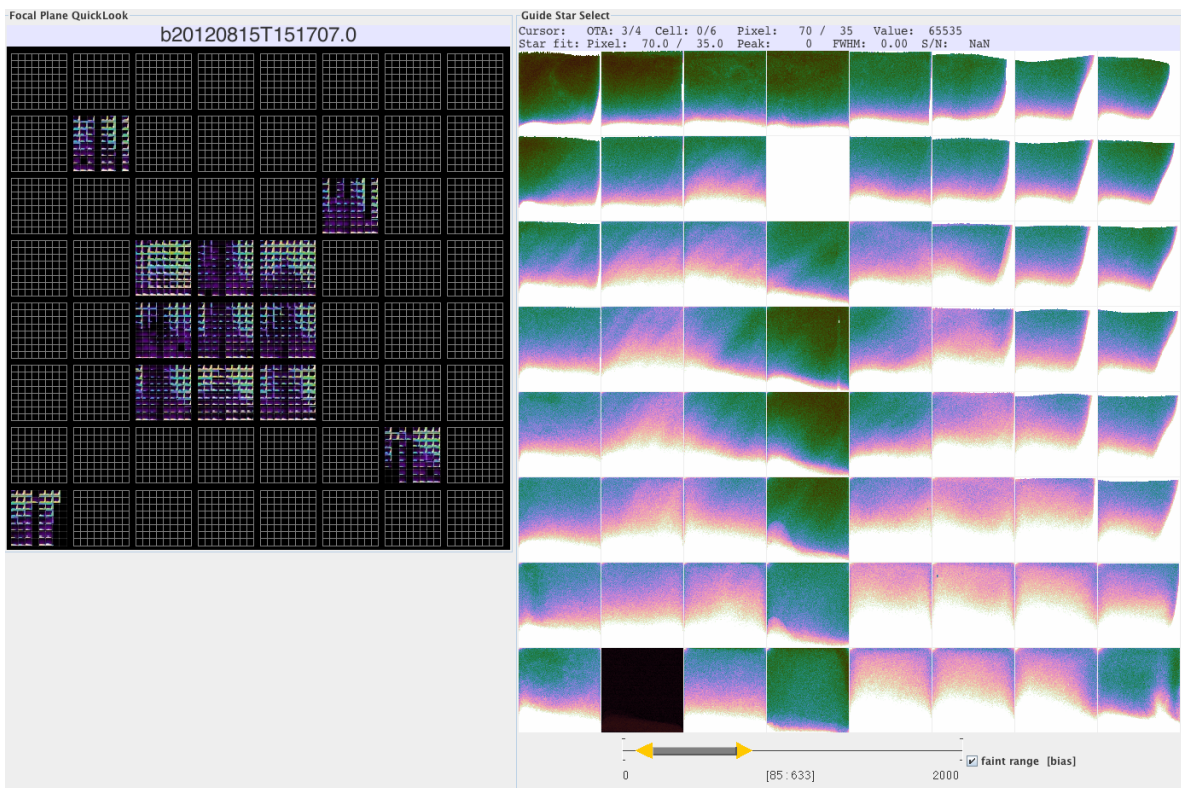 Focal Plane QuickLook
b20120815T151707.0
Guide Star Select
Cursor: OTA: 3/4 Cell: 0/6 Pixel: 70 / 35 Value: 65535
Star fit: Pixel: 70.0 / 35.0 Peak: 0 FWHM: 0.00 S/N: NaN
0 [85:633] 2000
faint range [bias]